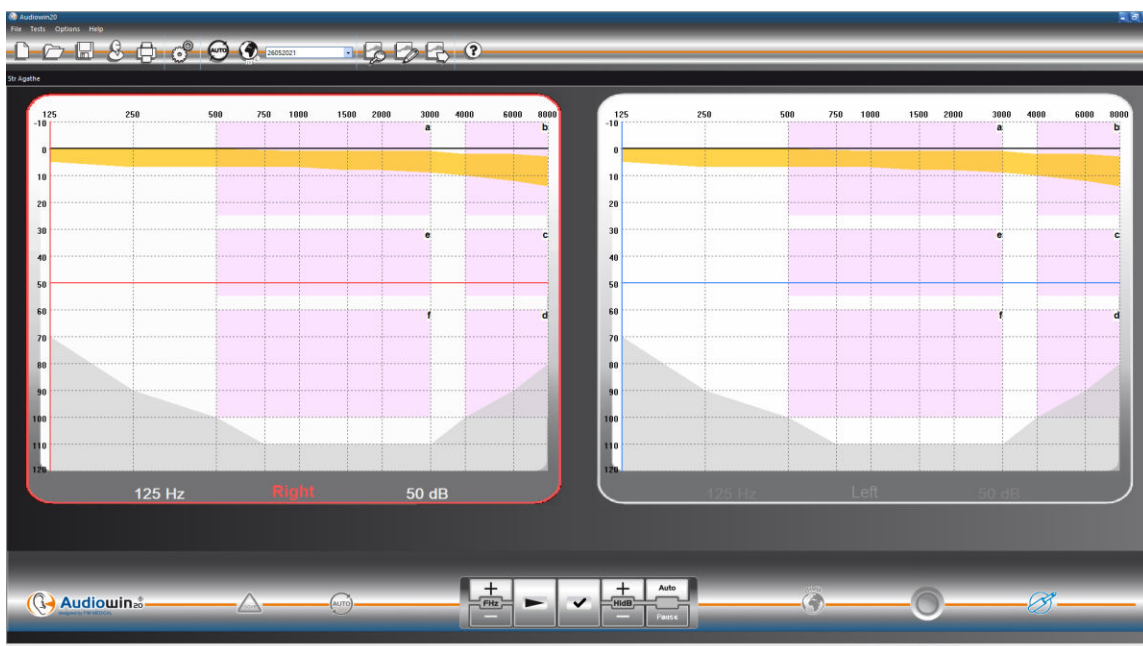 Audiowin20
File Tests Options Help
AUTO 26052021 ?
Str Agathe
125 250 500 750 1000 1500 2000 3000 4000 6000 8000
-10 a b
0
10
20
30 e c
40
50
60 f d
70
80
90
100
110
120
125 Hz Right 50 dB
125 250 500 750 1000 1500 2000 3000 4000 6000 8000
-10 a b
0
10
20
30 e c
40
50
60 f d
70
80
90
100
110
120
125 Hz Left 50 dB
Audiowin20
AUTO
+ + Auto
FHz HldB
− − Pause